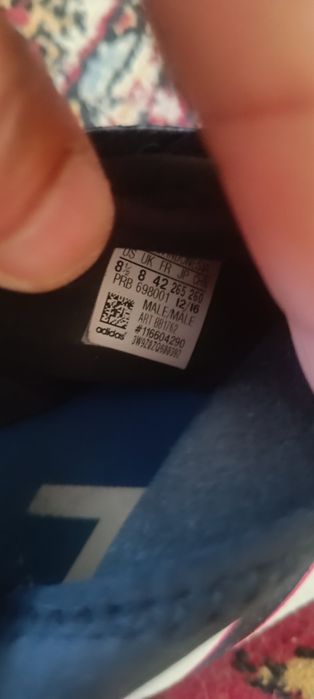 US UK FR JP CHN
8½ 8 42 265 260
PRB 698001 12/16
MALE/MALE
ART BB1762
#116604290
adidas